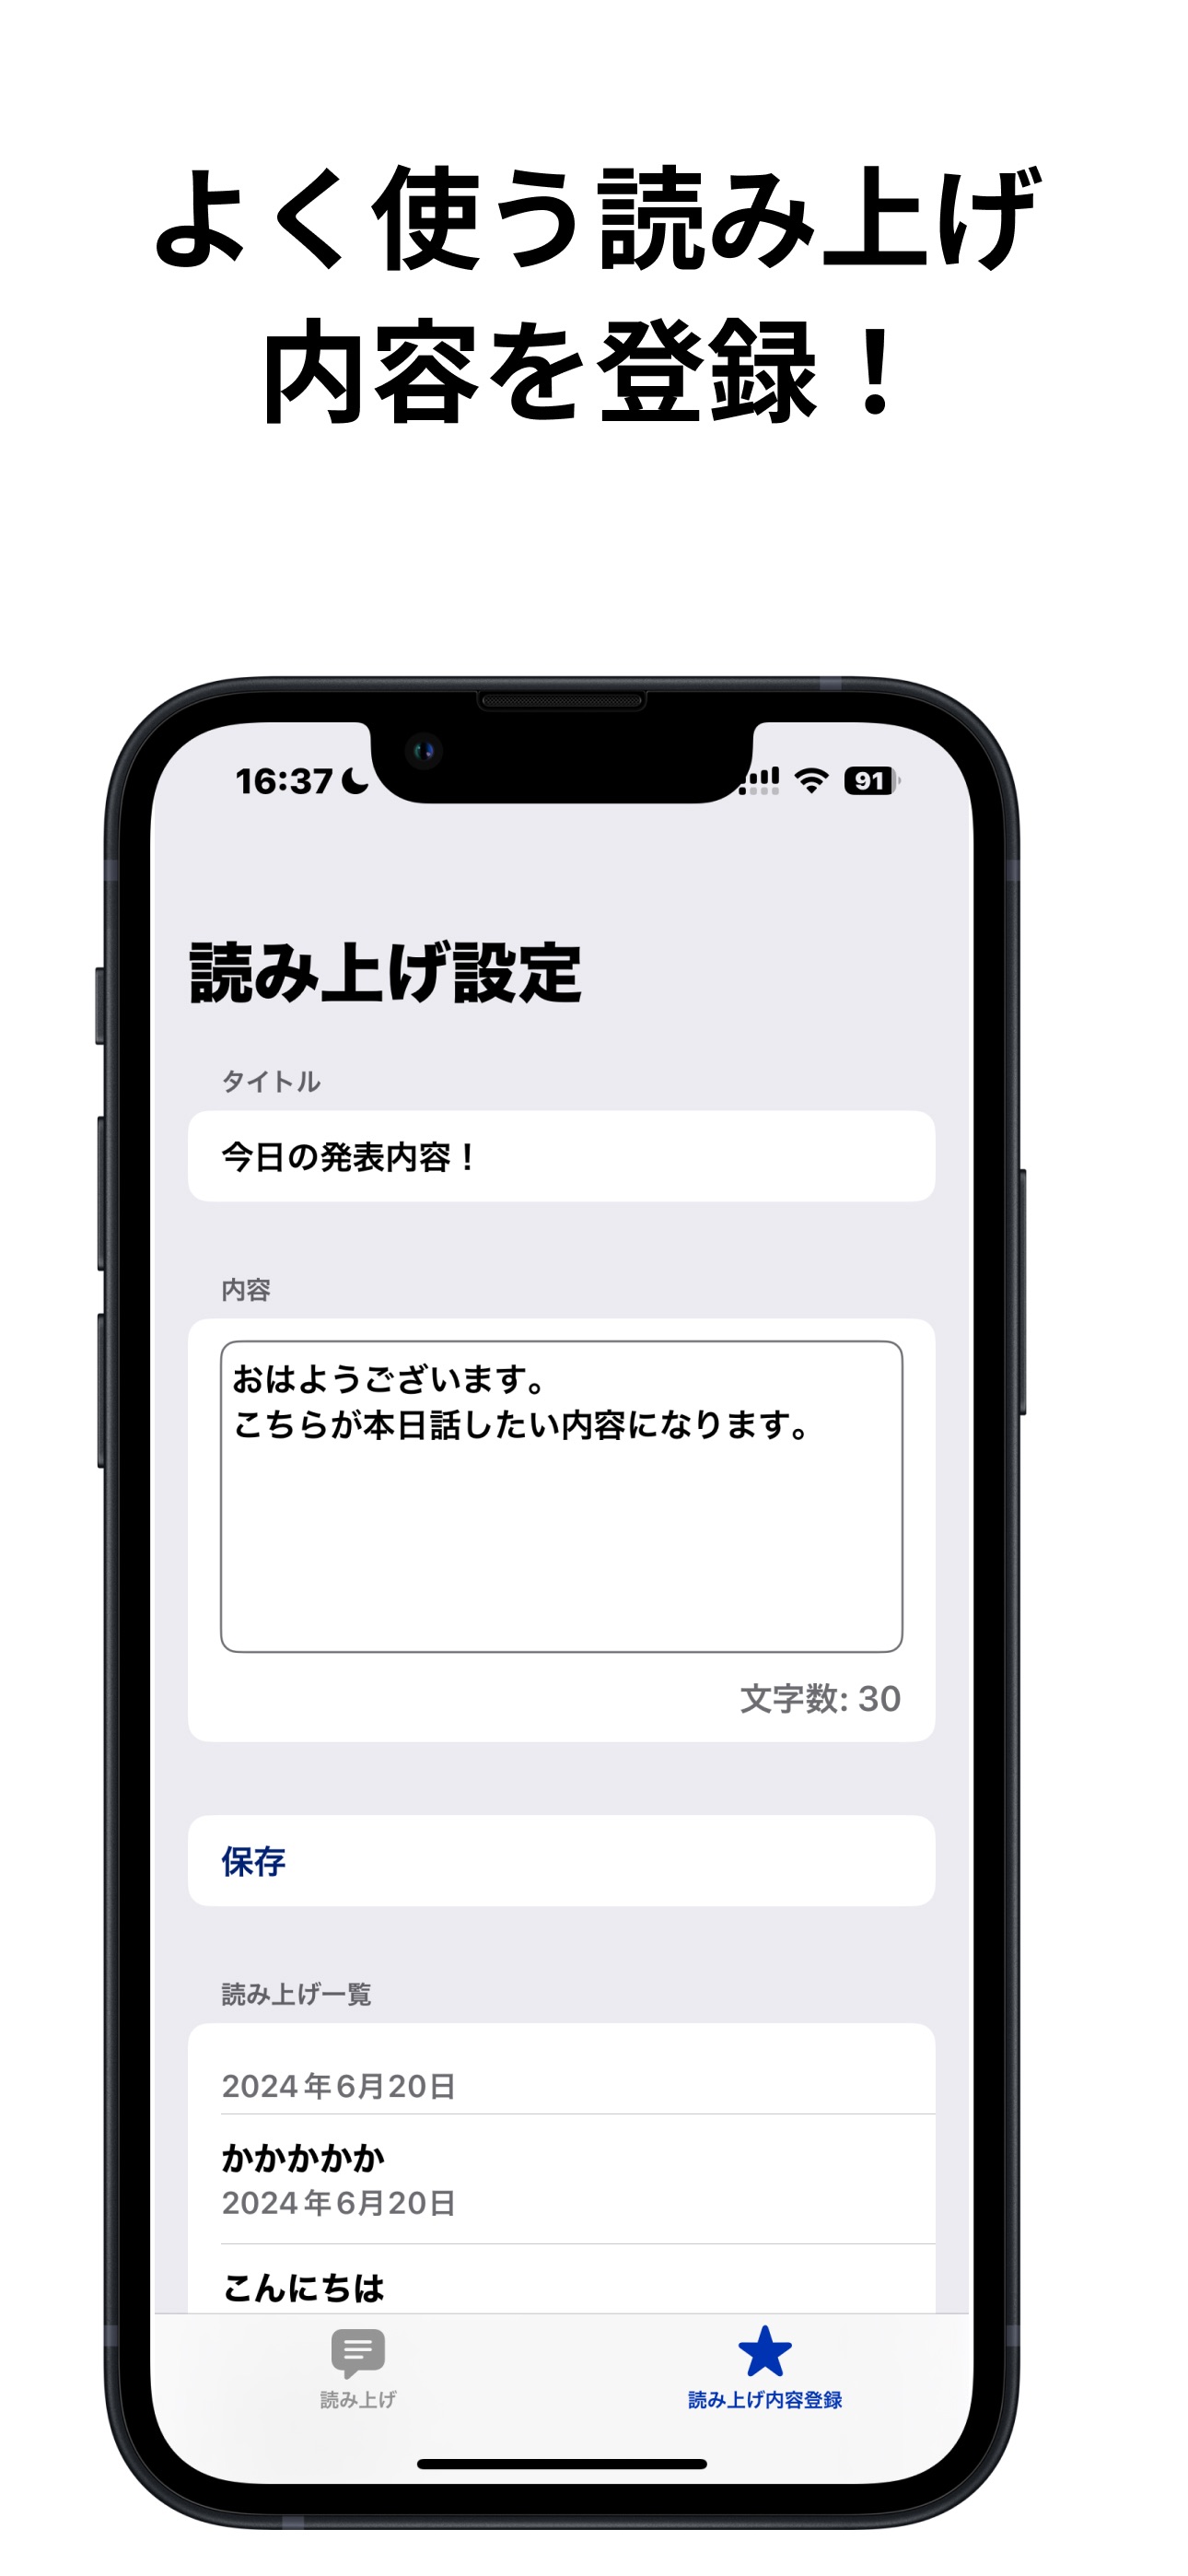 よく使う読み上げ
内容を登録！
16:37
91
読み上げ設定
タイトル
今日の発表内容！
内容
おはようございます。
こちらが本日話したい内容になります。
文字数: 30
保存
読み上げ一覧
2024年6月20日
かかかかか
2024年6月20日
こんにちは
読み上げ
読み上げ内容登録